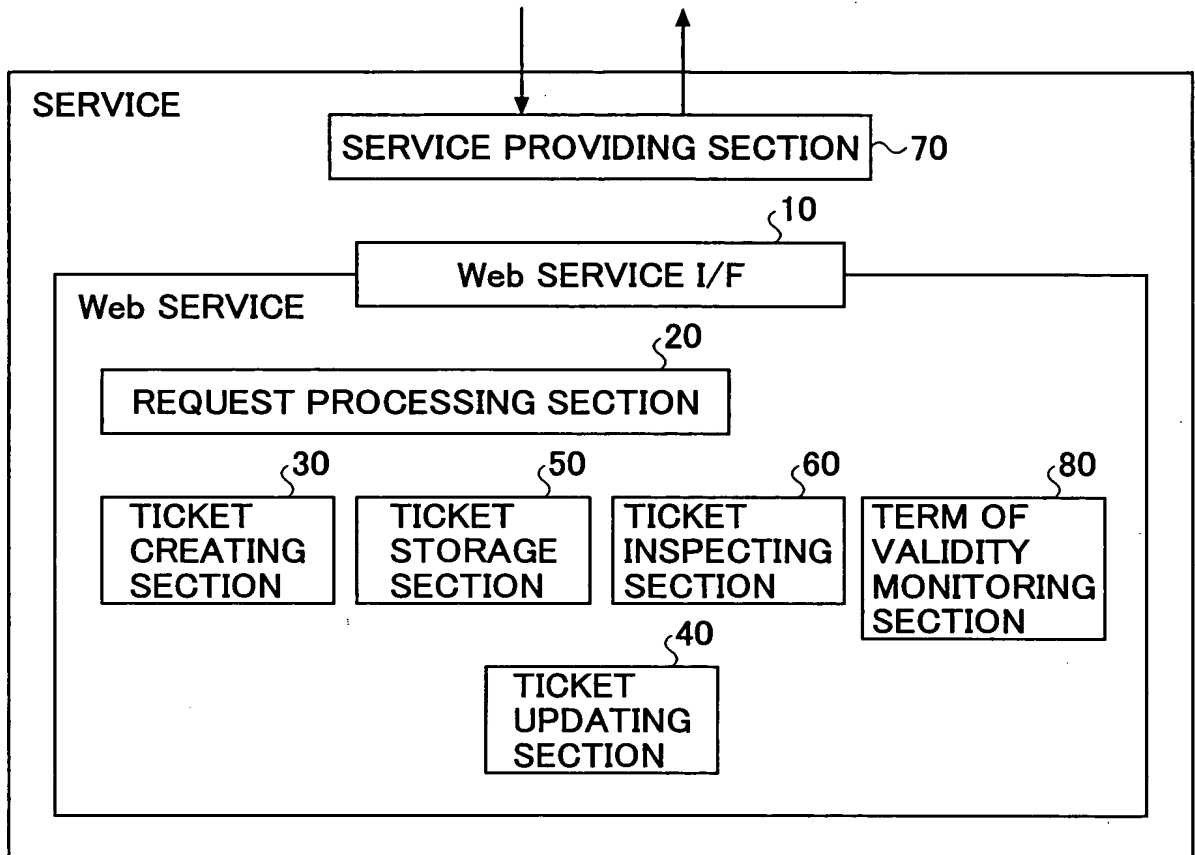 SERVICE
SERVICE PROVIDING SECTION
70
10
Web SERVICE I/F
Web SERVICE
20
REQUEST PROCESSING SECTION
30
TICKET
CREATING
SECTION
50
TICKET
STORAGE
SECTION
60
TICKET
INSPECTING
SECTION
80
TERM OF
VALIDITY
MONITORING
SECTION
40
TICKET
UPDATING
SECTION